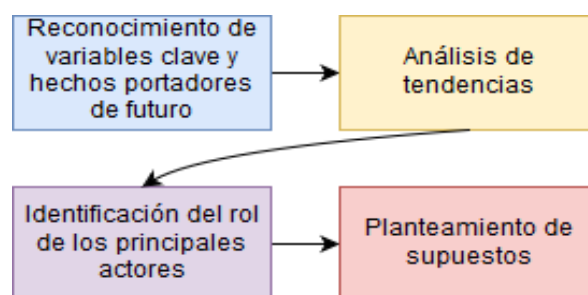 Reconocimiento de
variables clave y
hechos portadores
de futuro
Análisis de
tendencias
Identificación del rol
de los principales
actores
Planteamiento de
supuestos